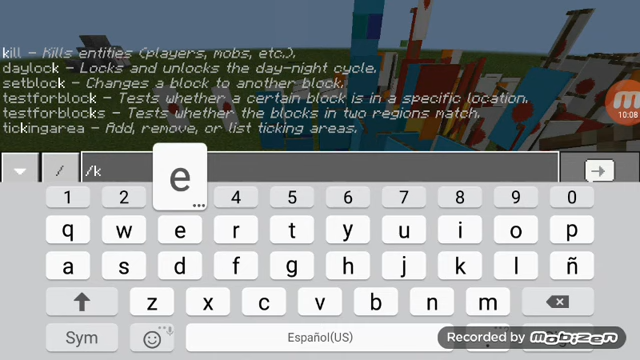 kill - Kills entities (players, mobs, etc.).
daylock - Locks and unlocks the day-night cycle.
setblock - Changes a block to another block.
testforblock - Tests whether a certain block is in a specific location.
testforblocks - Tests whether the blocks in two regions match.
tickingarea - Add, remove, or list ticking areas.
10:08
/ /k
e
...
1 2 4 5 6 7 8 9 0
q w e r t y u i o p
a s d f g h j k l ñ
z x c v b n m
Sym Español(US)
Recorded by Mobizen